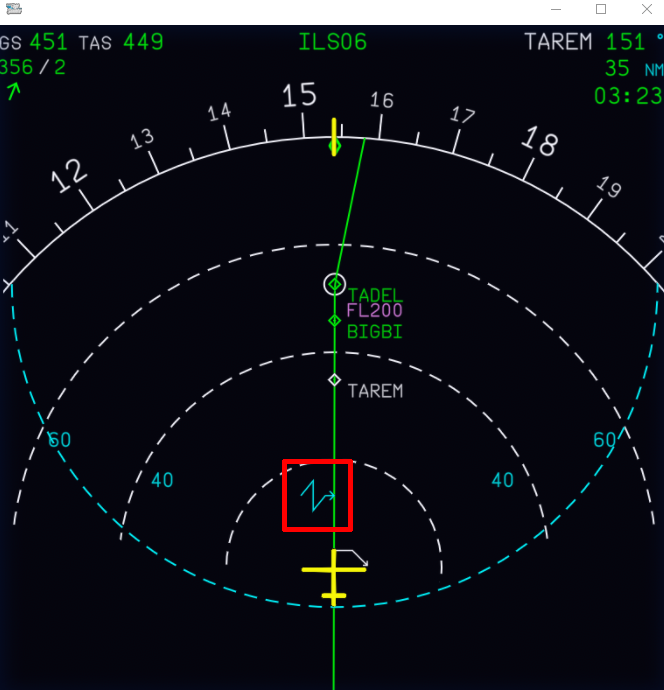 GS 451 TAS 449 ILS06 TAREM 151 °
356 / 2 35 NM
03:23
11 12 13 14 15 16 17 18 19
TADEL
FL200
BIGBI
TAREM
60 60
40 40